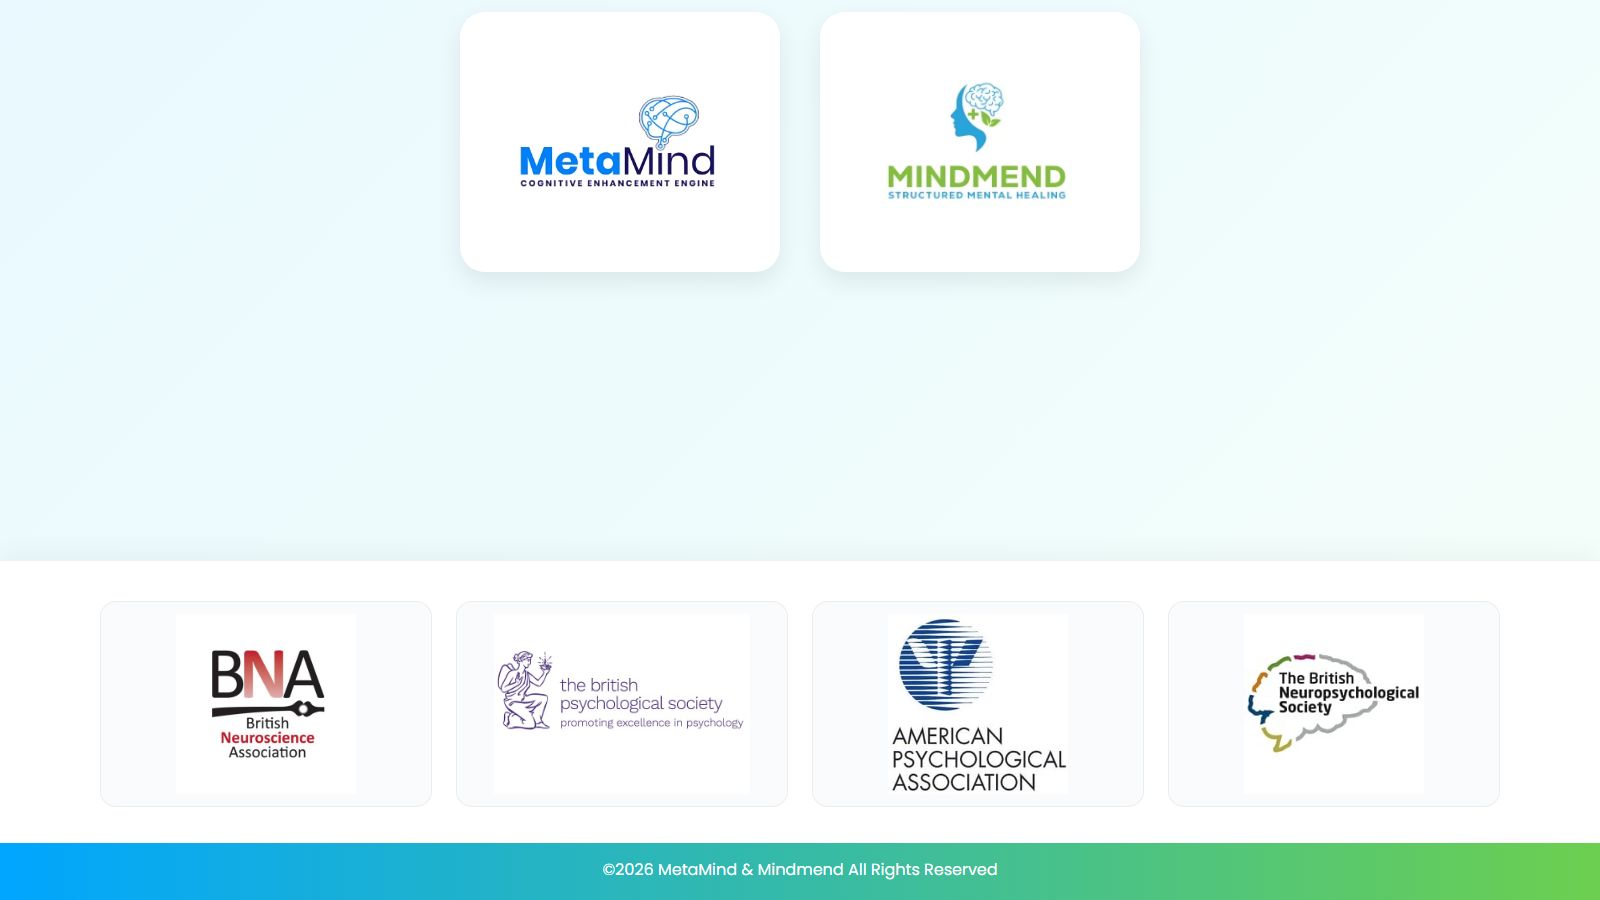 MetaMind
COGNITIVE ENHANCEMENT ENGINE
MINDMEND
STRUCTURED MENTAL HEALING
BNA
British
Neuroscience
Association
the british
psychological society
promoting excellence in psychology
AMERICAN
PSYCHOLOGICAL
ASSOCIATION
The British
Neuropsychological
Society
©2026 MetaMind & Mindmend All Rights Reserved